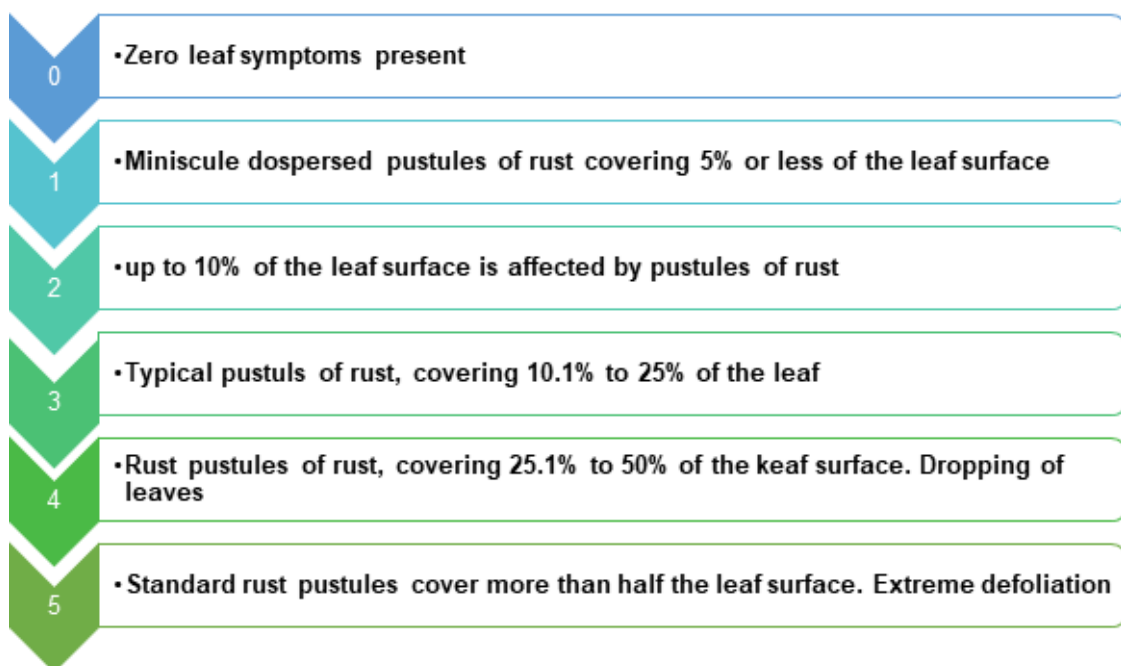 0
•Zero leaf symptoms present
1
•Miniscule dospersed pustules of rust covering 5% or less of the leaf surface
2
•up to 10% of the leaf surface is affected by pustules of rust
3
•Typical pustuls of rust, covering 10.1% to 25% of the leaf
4
•Rust pustules of rust, covering 25.1% to 50% of the keaf surface. Dropping of
leaves
5
•Standard rust pustules cover more than half the leaf surface. Extreme defoliation